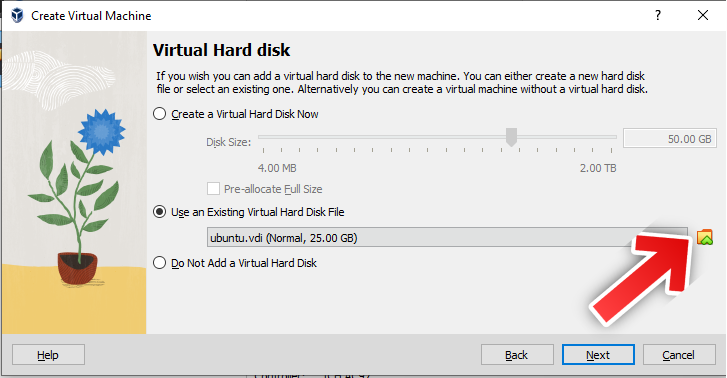 Create Virtual Machine
Virtual Hard disk
If you wish you can add a virtual hard disk to the new machine. You can either create a new hard disk
file or select an existing one. Alternatively you can create a virtual machine without a virtual hard disk.
Create a Virtual Hard Disk Now
Disk Size:
50.00 GB
4.00 MB
2.00 TB
Pre-allocate Full Size
Use an Existing Virtual Hard Disk File
ubuntu.vdi (Normal, 25.00 GB)
Do Not Add a Virtual Hard Disk
Help
Back
Next
Cancel